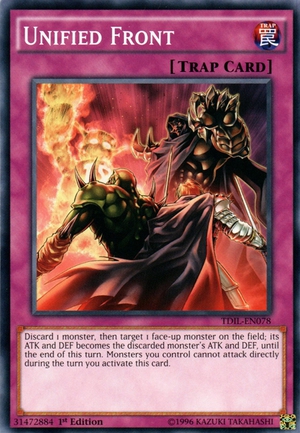 UNIFIED FRONT
TRAP
罠
[TRAP CARD]
TDIL-EN078
Discard 1 monster, then target 1 face-up monster on the field; its
ATK and DEF becomes the discarded monster's ATK and DEF, until
the end of this turn. Monsters you control cannot attack directly
during the turn you activate this card.
31472884 1st Edition ©1996 KAZUKI TAKAHASHI